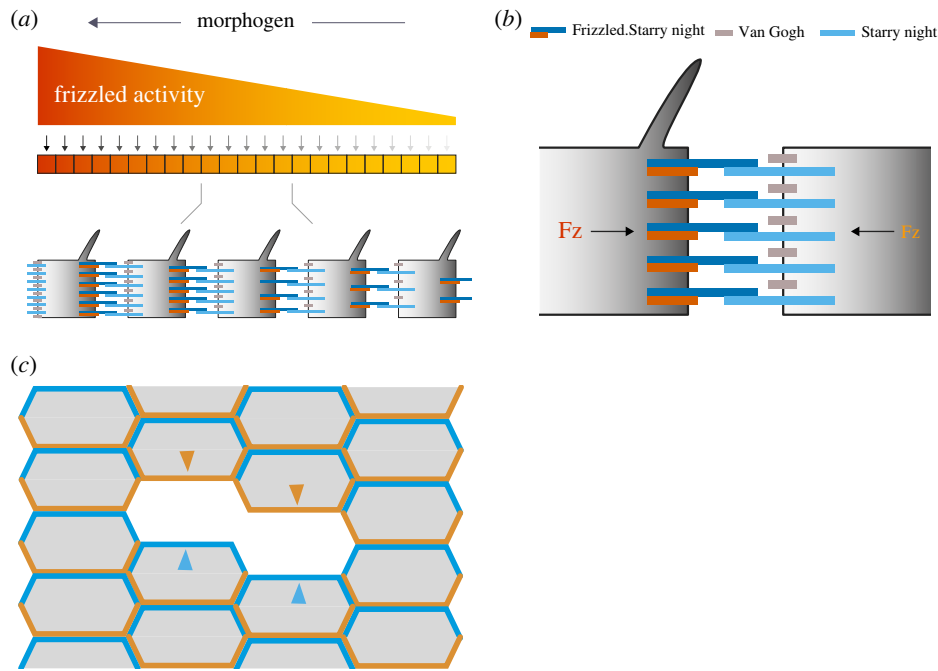 (a)
morphogen
frizzled activity
(b)
Frizzled.Starry night Van Gogh Starry night
Fz Fz
(c)